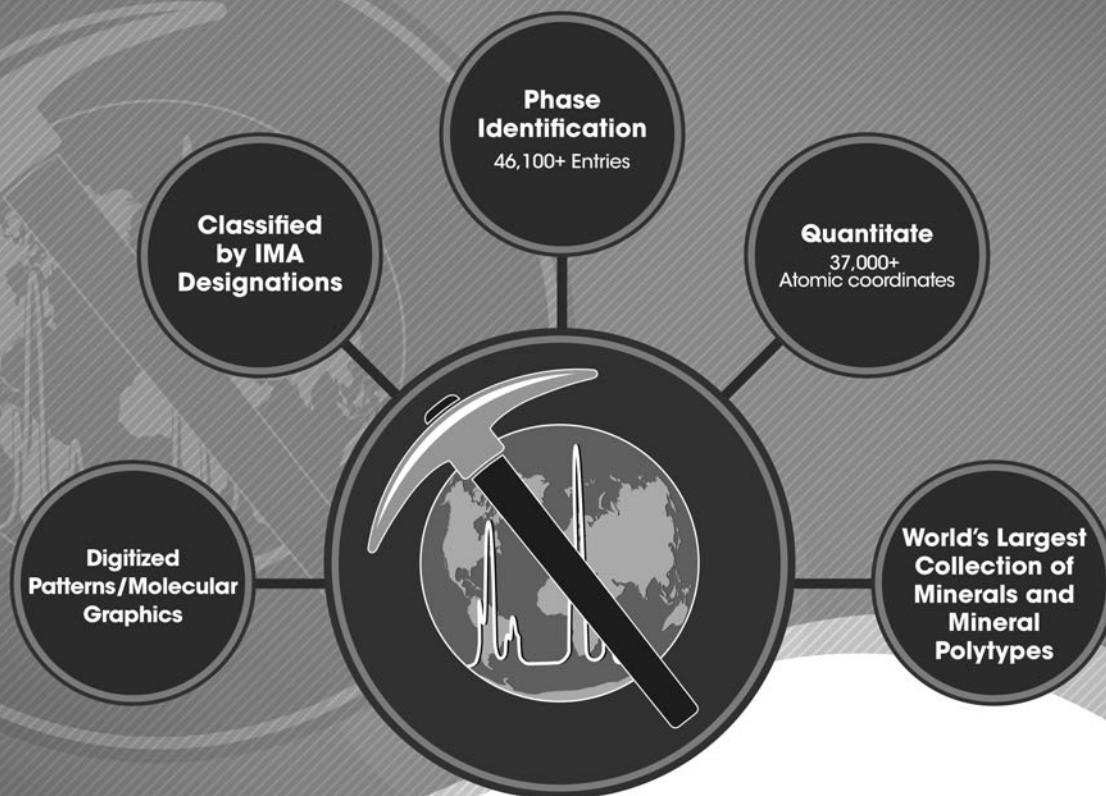 Phase
Identification
46,100+ Entries
Classified
by IMA
Designations
Quantitate
37,000+
Atomic coordinates
Digitized
Patterns/Molecular
Graphics
World's Largest
Collection of
Minerals and
Mineral
Polytypes